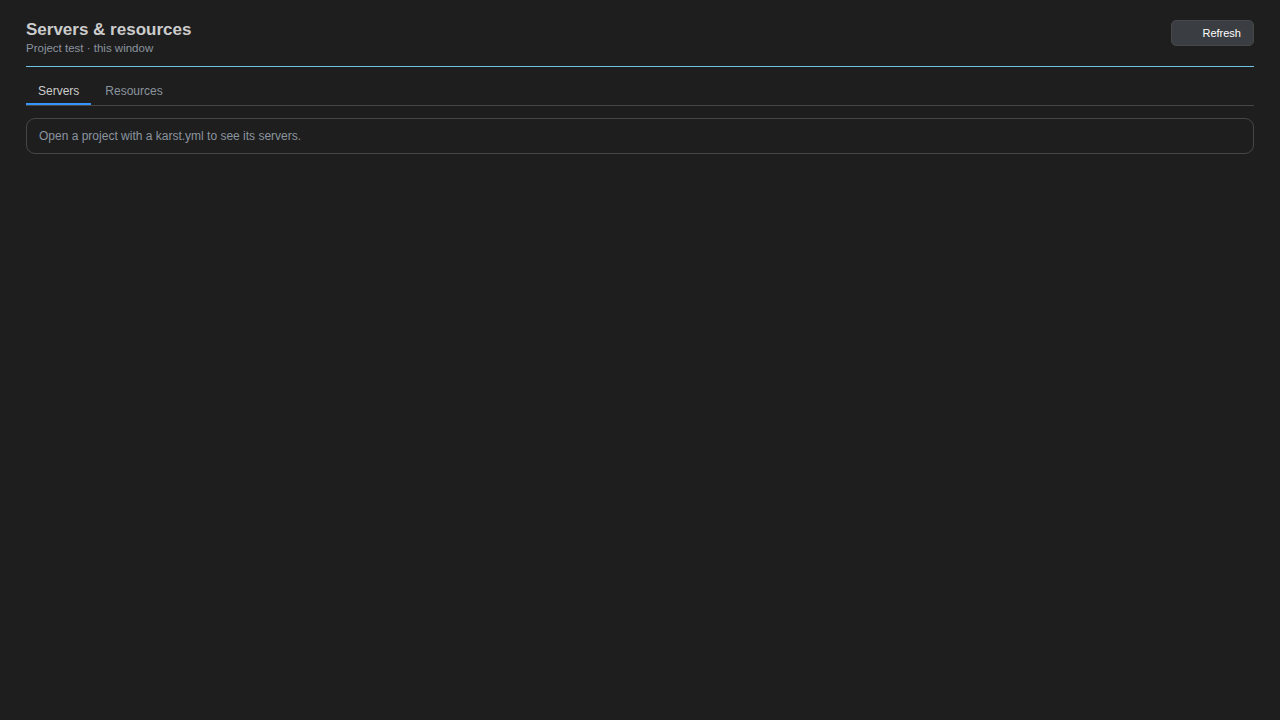 Servers & resources
Project test · this window
Refresh
Servers
Resources
Open a project with a karst.yml to see its servers.